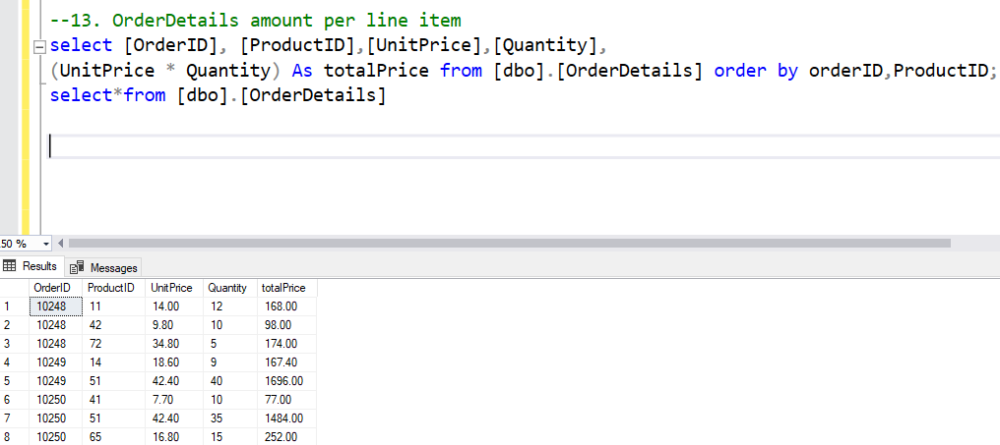 --13. OrderDetails amount per line item
select [OrderID], [ProductID],[UnitPrice],[Quantity],
(UnitPrice * Quantity) As totalPrice from [dbo].[OrderDetails] order by orderID,ProductID;
select*from [dbo].[OrderDetails]
50 %
Results Messages
OrderID ProductID UnitPrice Quantity totalPrice
1 10248 11 14.00 12 168.00
2 10248 42 9.80 10 98.00
3 10248 72 34.80 5 174.00
4 10249 14 18.60 9 167.40
5 10249 51 42.40 40 1696.00
6 10250 41 7.70 10 77.00
7 10250 51 42.40 35 1484.00
8 10250 65 16.80 15 252.00